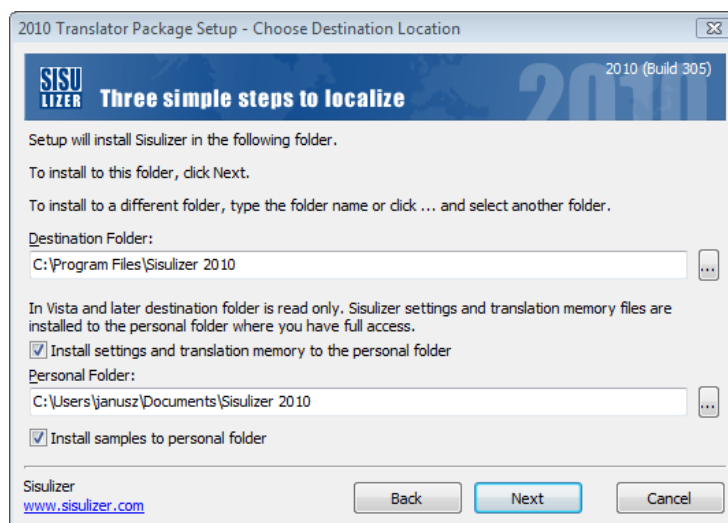 2010 Translator Package Setup - Choose Destination Location
2010 (Build 305)
SISU
LIZER
Three simple steps to localize
2010
Setup will install Sisulizer in the following folder.
To install to this folder, click Next.
To install to a different folder, type the folder name or click ... and select another folder.
Destination Folder:
C:\Program Files\Sisulizer 2010
...
In Vista and later destination folder is read only. Sisulizer settings and translation memory files are
installed to the personal folder where you have full access.
Install settings and translation memory to the personal folder
Personal Folder:
C:\Users\janusz\Documents\Sisulizer 2010
...
Install samples to personal folder
Sisulizer
www.sisulizer.com
Back
Next
Cancel